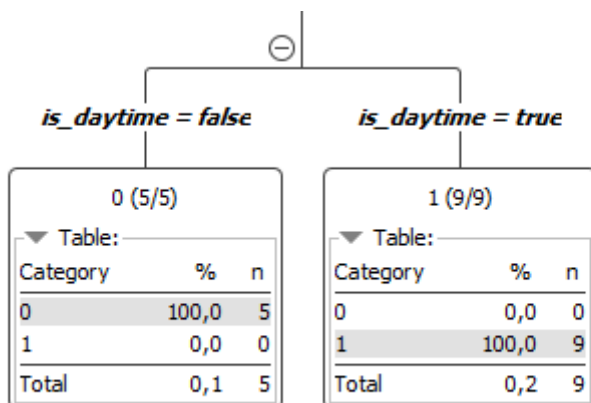 is_daytime = false
is_daytime = true
0 (5/5)
Table:
Category % n
0 100,0 5
1 0,0 0
Total 0,1 5
1 (9/9)
Table:
Category % n
0 0,0 0
1 100,0 9
Total 0,2 9